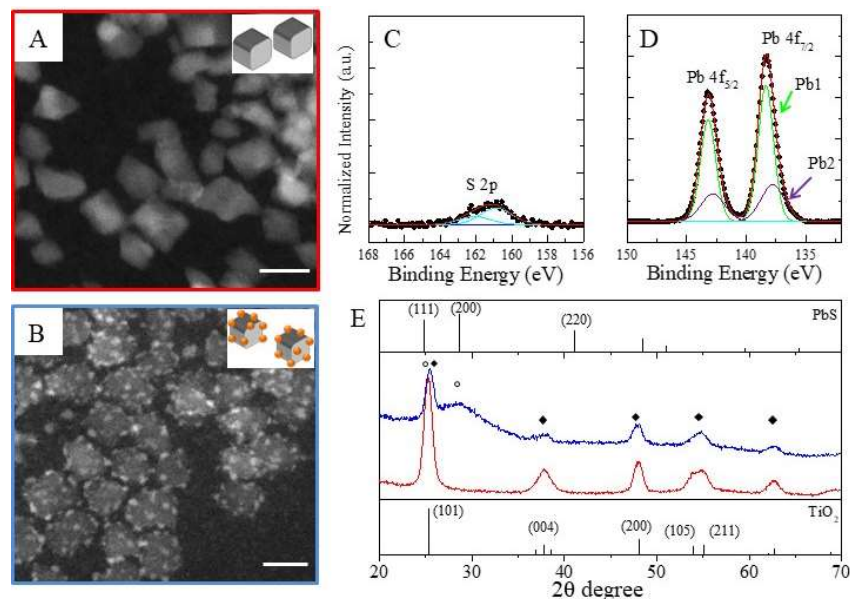 A
B
C
S 2p
Normalized Intensity (a.u.)
168 166 164 162 160 158 156
Binding Energy (eV)
D
Pb 4f7/2
Pb 4f5/2
Pb1
Pb2
150 145 140 135
Binding Energy (eV)
E
(111) (200) (220) PbS
(101) (004) (200) (105) (211) TiO2
20 30 40 50 60 70
2θ degree